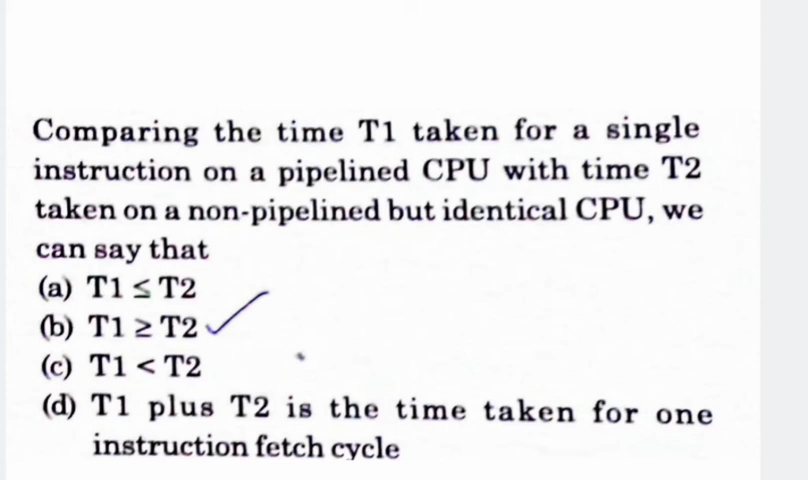 Comparing the time T1 taken for a single
instruction on a pipelined CPU with time T2
taken on a non-pipelined but identical CPU, we
can say that
(a) T1 ≤ T2
(b) T1 ≥ T2
(c) T1 < T2
(d) T1 plus T2 is the time taken for one
instruction fetch cycle